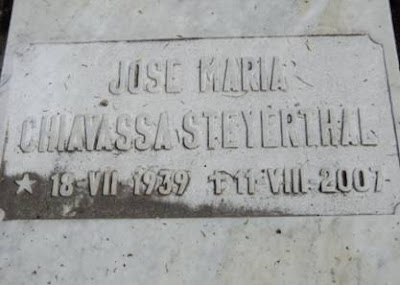 JOSE MARIA
CHIAVASSA STEYERTHAL
★ 18-VII-1939 ✝ 11-VIII-2007